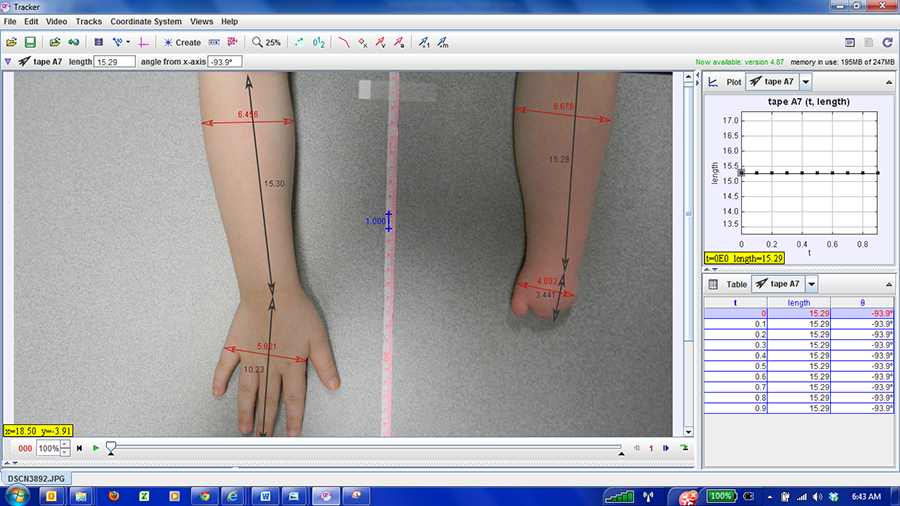 Tracker
File Edit Video Tracks Coordinate System Views Help
25% Create
tape A7 length 15.29 angle from x-axis -93.9°
Now available: version 4.87 memory in use: 195MB of 247MB
6.456
15.30
1.000
5.821
10.23
6.676
15.29
4.092
3.441
x=18.50 y=-3.91
000 100% 1
DSCN3892.JPG
Plot tape A7
tape A7 (t, length)
length
17.0
16.5
16.0
15.5
15.0
14.5
14.0
13.5
0 0.2 0.4 0.6 0.8
t
t=0E0 length=15.29
Table tape A7
t length θ
0 15.29 -93.9°
0.1 15.29 -93.9°
0.2 15.29 -93.9°
0.3 15.29 -93.9°
0.4 15.29 -93.9°
0.5 15.29 -93.9°
0.6 15.29 -93.9°
0.7 15.29 -93.9°
0.8 15.29 -93.9°
0.9 15.29 -93.9°
100% 6:43 AM